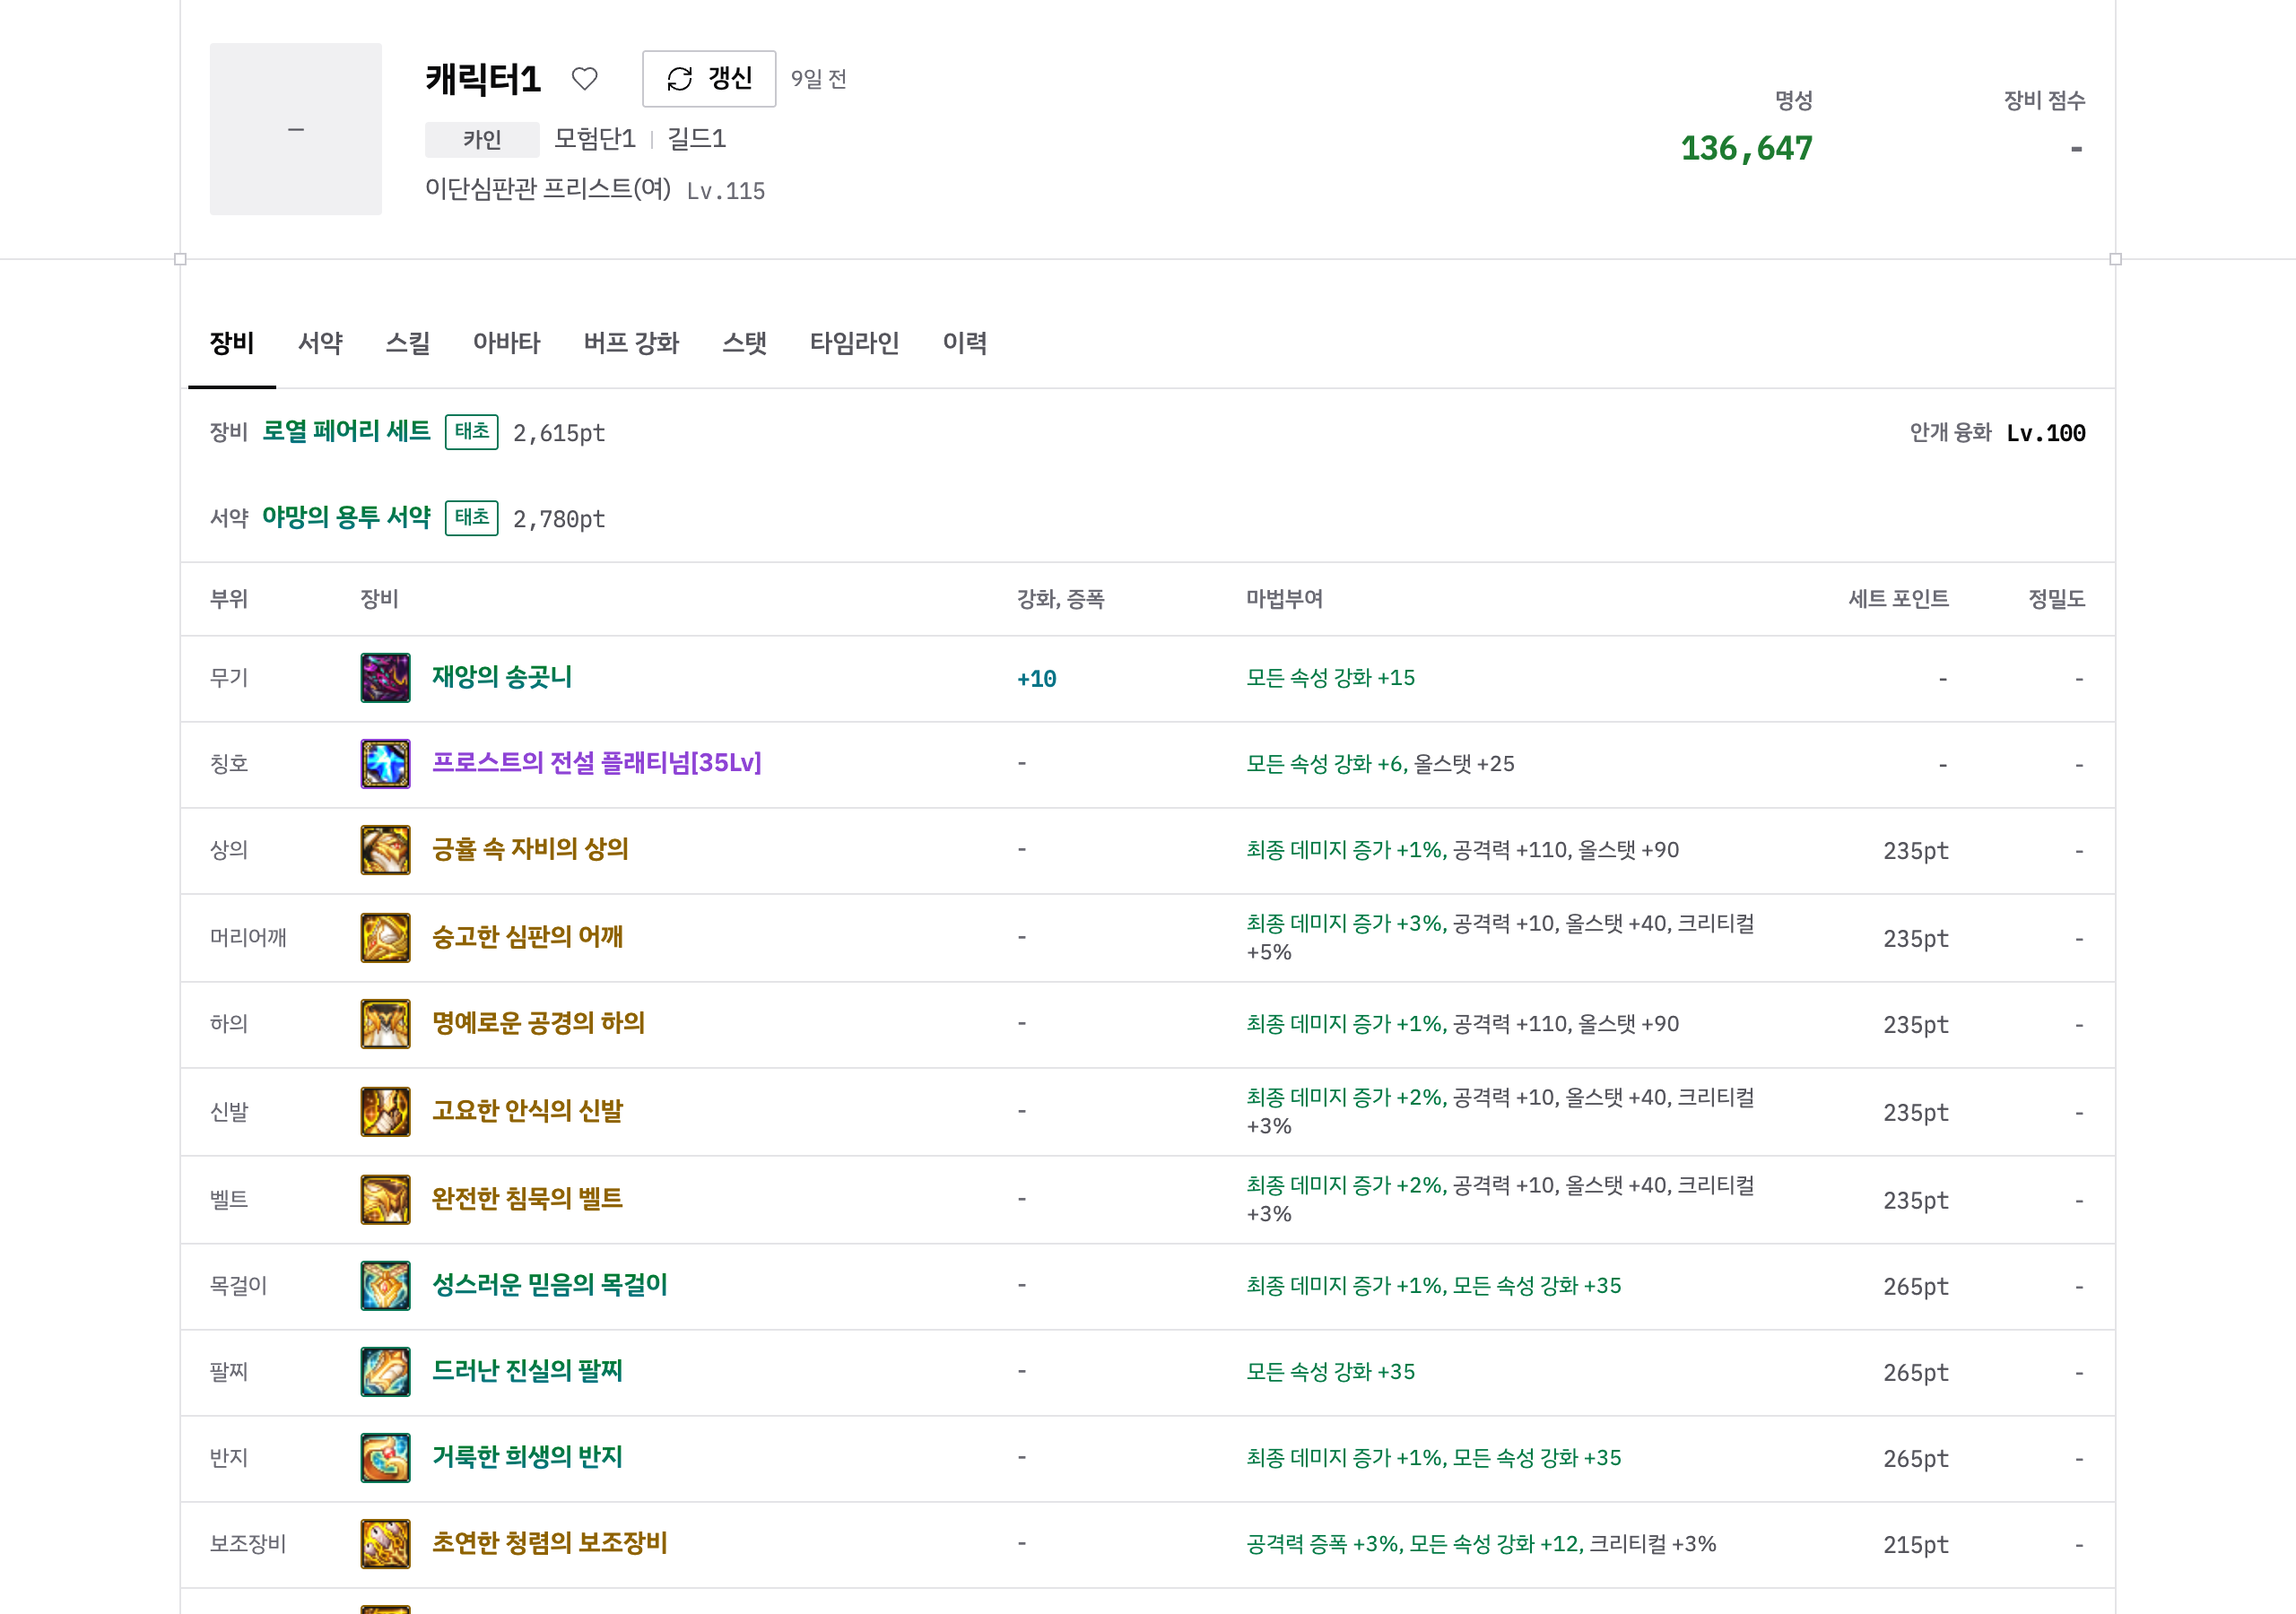 캐릭터1
갱신
9일 전
카인 모험단1 길드1
이단심판관 프리스트(여) Lv.115
명성
136,647
장비 점수
-
장비 서약 스킬 아바타 버프 강화 스탯 타임라인 이력
장비 로열 페어리 세트 태초 2,615pt
안개 융화 Lv.100
서약 야망의 용투 서약 태초 2,780pt
부위 장비 강화, 증폭 마법부여 세트 포인트 정밀도
무기 재앙의 송곳니 +10 모든 속성 강화 +15 - -
칭호 프로스트의 전설 플래티넘[35Lv] - 모든 속성 강화 +6, 올스탯 +25 - -
상의 긍휼 속 자비의 상의 - 최종 데미지 증가 +1%, 공격력 +110, 올스탯 +90 235pt -
머리어깨 숭고한 심판의 어깨 - 최종 데미지 증가 +3%, 공격력 +10, 올스탯 +40, 크리티컬
+5% 235pt -
하의 명예로운 공경의 하의 - 최종 데미지 증가 +1%, 공격력 +110, 올스탯 +90 235pt -
신발 고요한 안식의 신발 - 최종 데미지 증가 +2%, 공격력 +10, 올스탯 +40, 크리티컬
+3% 235pt -
벨트 완전한 침묵의 벨트 - 최종 데미지 증가 +2%, 공격력 +10, 올스탯 +40, 크리티컬
+3% 235pt -
목걸이 성스러운 믿음의 목걸이 - 최종 데미지 증가 +1%, 모든 속성 강화 +35 265pt -
팔찌 드러난 진실의 팔찌 - 모든 속성 강화 +35 265pt -
반지 거룩한 희생의 반지 - 최종 데미지 증가 +1%, 모든 속성 강화 +35 265pt -
보조장비 초연한 청렴의 보조장비 - 공격력 증폭 +3%, 모든 속성 강화 +12, 크리티컬 +3% 215pt -